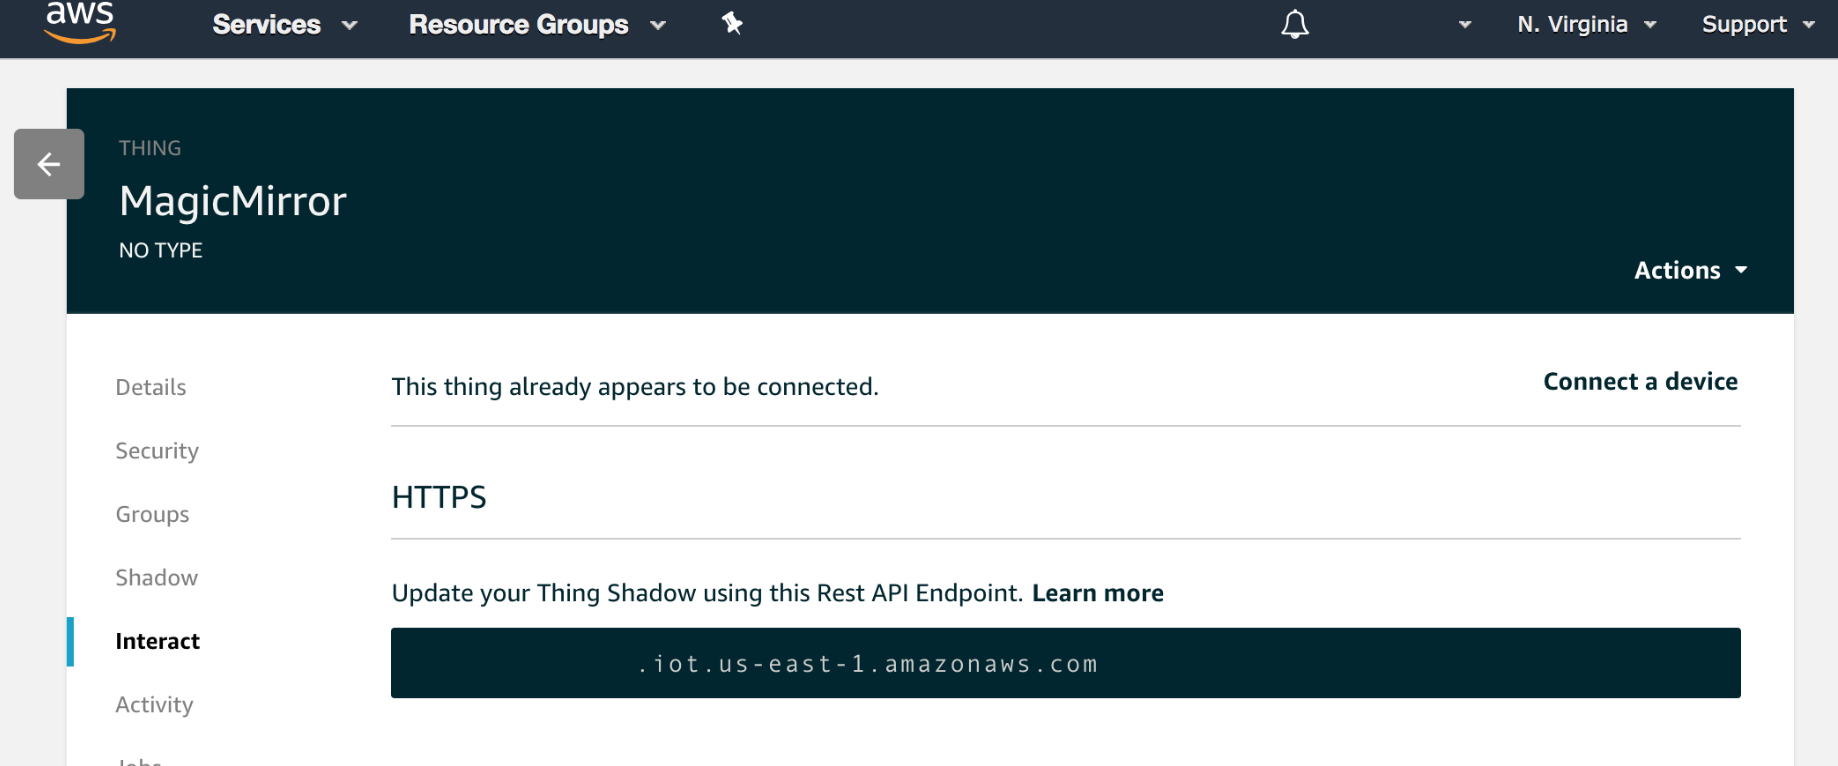 aws Services Resource Groups N. Virginia Support
THING
MagicMirror
NO TYPE
Actions
Details
Security
Groups
Shadow
Interact
Activity
Jobs
This thing already appears to be connected.
Connect a device
HTTPS
Update your Thing Shadow using this Rest API Endpoint. Learn more
.iot.us-east-1.amazonaws.com